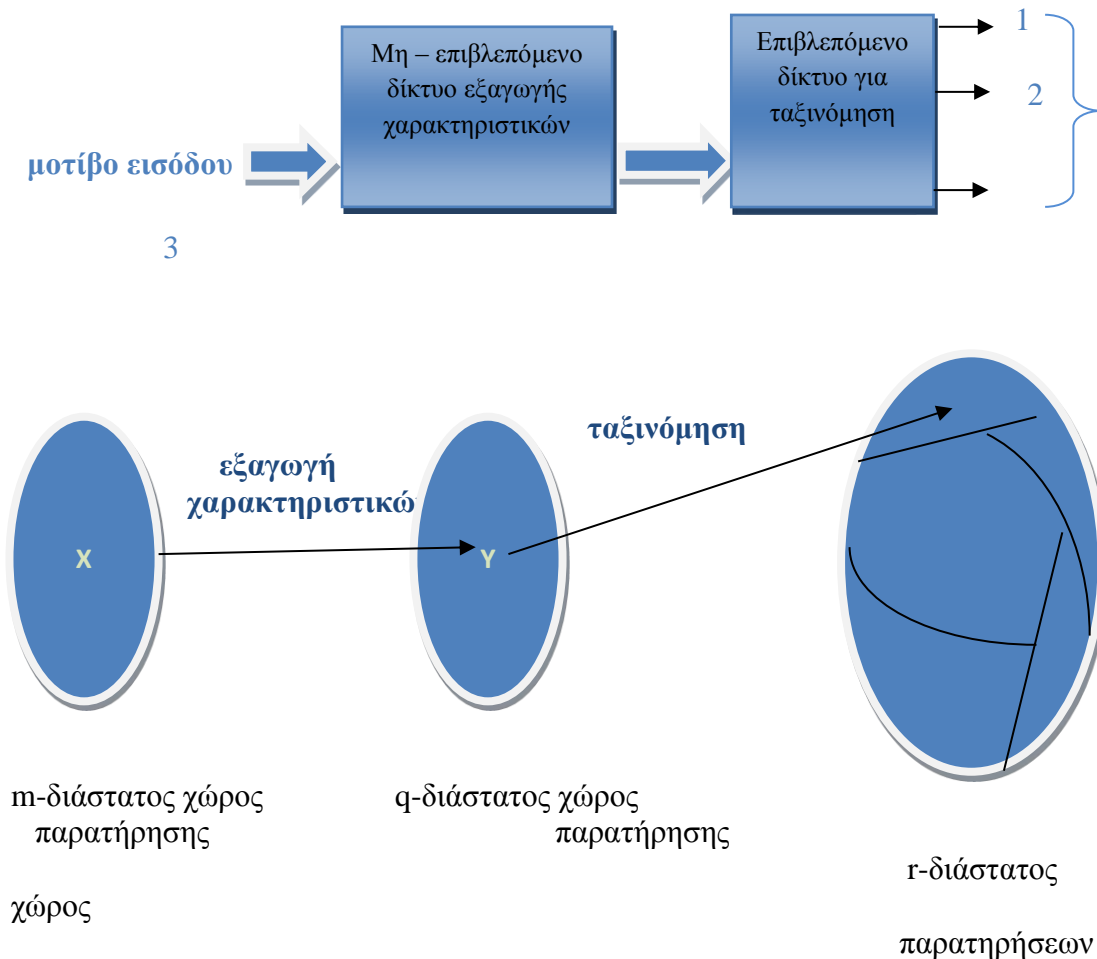 Μη – επιβλεπόμενο
δίκτυο εξαγωγής
χαρακτηριστικών
Επιβλεπόμενο
δίκτυο για
ταξινόμηση
1
2
μοτίβο εισόδου
3
εξαγωγή
χαρακτηριστικώ
ταξινόμηση
X
Y
m-διάστατος χώρος
παρατήρησης
q-διάστατος χώρος
παρατήρησης
r-διάστατος
χώρος
παρατηρήσεων